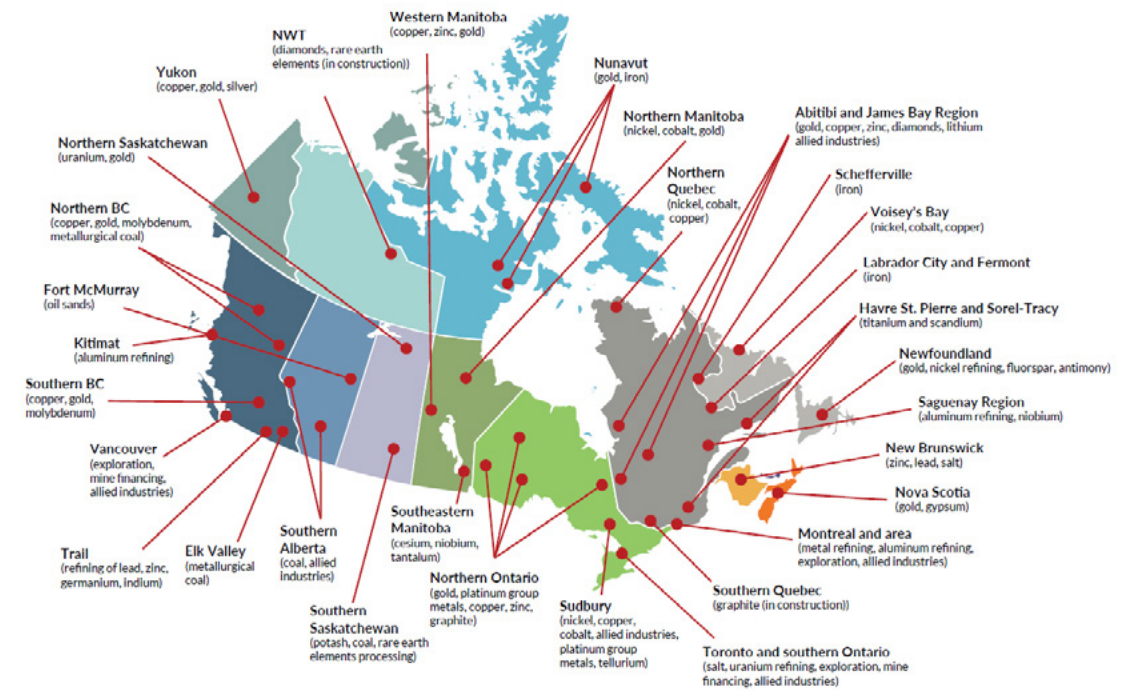 Western Manitoba
(copper, zinc, gold)
NWT
(diamonds, rare earth
elements (in construction))
Yukon
(copper, gold, silver)
Nunavut
(gold, iron)
Northern Manitoba
(nickel, cobalt, gold)
Abitibi and James Bay Region
(gold, copper, zinc, diamonds, lithium
allied industries)
Northern Saskatchewan
(uranium, gold)
Northern
Quebec
(nickel, cobalt,
copper)
Schefferville
(iron)
Northern BC
(copper, gold, molybdenum,
metallurgical coal)
Voisey's Bay
(nickel, cobalt, copper)
Labrador City and Fermont
(iron)
Fort McMurray
(oil sands)
Havre St. Pierre and Sorel-Tracy
(titanium and scandium)
Kitimat
(aluminum refining)
Newfoundland
(gold, nickel refining, fluorspar, antimony)
Southern BC
(copper, gold,
molybdenum)
Saguenay Region
(aluminum refining, niobium)
Vancouver
(exploration,
mine financing,
allied industries)
New Brunswick
(zinc, lead, salt)
Nova Scotia
(gold, gypsum)
Trail
(refining of lead, zinc,
germanium, indium)
Elk Valley
(metallurgical
coal)
Southern
Alberta
(coal, allied
industries)
Southeastern
Manitoba
(cesium, niobium,
tantalum)
Montreal and area
(metal refining, aluminum refining,
exploration, allied industries)
Northern Ontario
(gold, platinum group
metals, copper, zinc,
graphite)
Southern Quebec
(graphite (in construction))
Southern
Saskatchewan
(potash, coal, rare earth
elements processing)
Sudbury
(nickel, copper,
cobalt, allied industries,
platinum group
metals, tellurium)
Toronto and southern Ontario
(salt, uranium refining, exploration, mine
financing, allied industries)